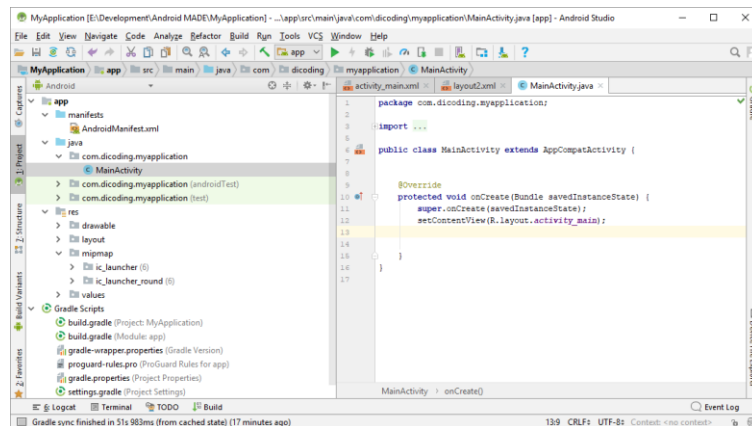 MyApplication [E:\Development\Android MADE\MyApplication] - ...\app\src\main\java\com\dicoding\myapplication\MainActivity.java [app] - Android Studio
File Edit View Navigate Code Analyze Refactor Build Run Tools VCS Window Help
app
MyApplication app src main java com dicoding myapplication MainActivity
Android
activity_main.xml layout2.xml MainActivity.java
Captures
1: Project
Z: Structure
Build Variants
2: Favorites
app
manifests
AndroidManifest.xml
java
com.dicoding.myapplication
MainActivity
com.dicoding.myapplication (androidTest)
com.dicoding.myapplication (test)
res
drawable
layout
mipmap
ic_launcher (6)
ic_launcher_round (6)
values
Gradle Scripts
build.gradle (Project: MyApplication)
build.gradle (Module: app)
gradle-wrapper.properties (Gradle Version)
proguard-rules.pro (ProGuard Rules for app)
gradle.properties (Project Properties)
settings.gradle (Project Settings)
1 package com.dicoding.myapplication;
2
3 import ...
5
6 public class MainActivity extends AppCompatActivity {
7
8
9 @Override
10 protected void onCreate(Bundle savedInstanceState) {
11 super.onCreate(savedInstanceState);
12 setContentView(R.layout.activity_main);
13
14
15 }
16 }
17
MainActivity > onCreate()
6: Logcat Terminal TODO Build Event Log
Gradle sync finished in 51s 983ms (from cached state) (17 minutes ago) 13:9 CRLF÷ UTF-8÷ Context: <no context>